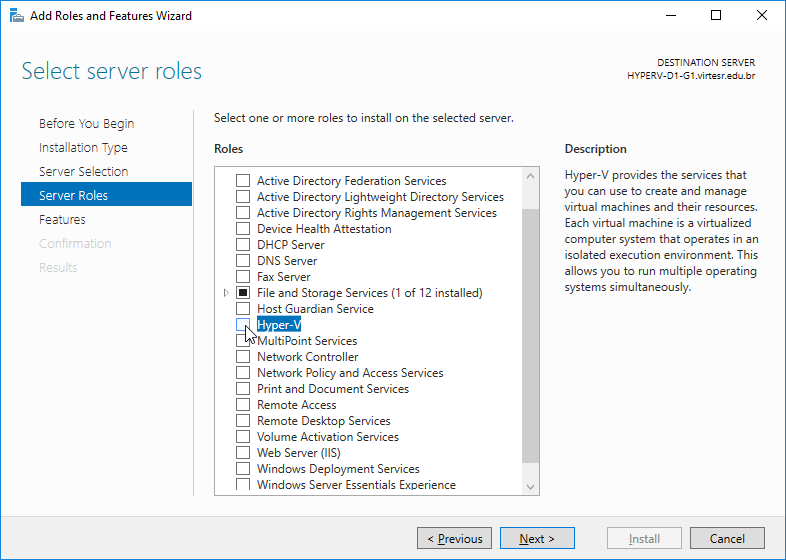 Add Roles and Features Wizard
Select server roles
DESTINATION SERVER
HYPERV-D1-G1.virtesr.edu.br
Before You Begin
Installation Type
Server Selection
Server Roles
Features
Confirmation
Results
Select one or more roles to install on the selected server.
Roles
Active Directory Federation Services
Active Directory Lightweight Directory Services
Active Directory Rights Management Services
Device Health Attestation
DHCP Server
DNS Server
Fax Server
File and Storage Services (1 of 12 installed)
Host Guardian Service
Hyper-V
MultiPoint Services
Network Controller
Network Policy and Access Services
Print and Document Services
Remote Access
Remote Desktop Services
Volume Activation Services
Web Server (IIS)
Windows Deployment Services
Windows Server Essentials Experience
Description
Hyper-V provides the services that
you can use to create and manage
virtual machines and their resources.
Each virtual machine is a virtualized
computer system that operates in an
isolated execution environment. This
allows you to run multiple operating
systems simultaneously.
< Previous
Next >
Install
Cancel